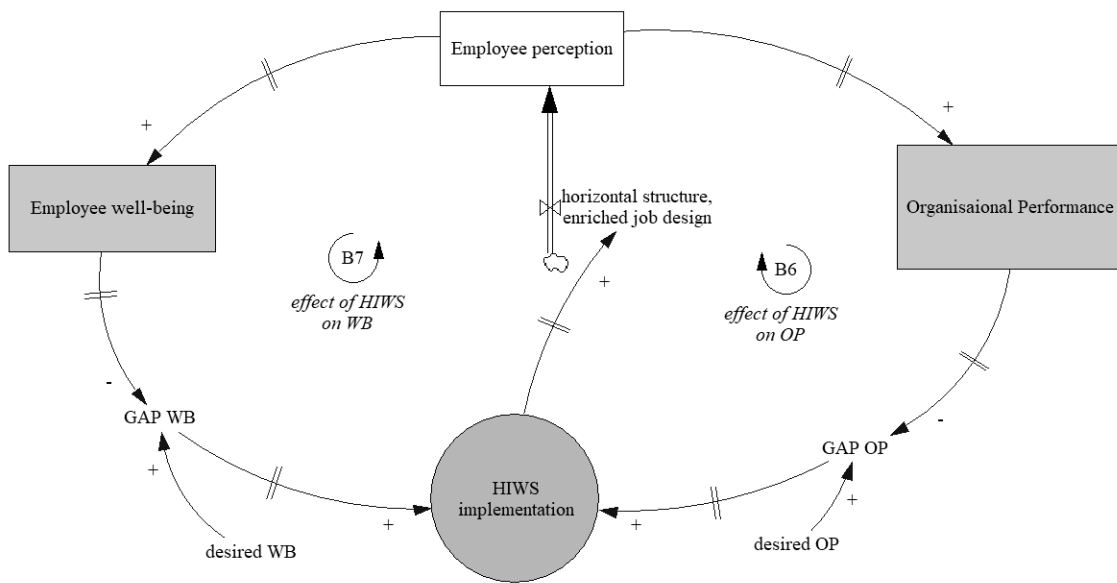 Employee perception
+
+
Employee well-being
horizontal structure,
enriched job design
Organisaional Performance
B7
B6
effect of HIWS
on WB
+
effect of HIWS
on OP
-
GAP WB
-
GAP OP
+
HIWS
implementation
+
+
+
desired WB
desired OP